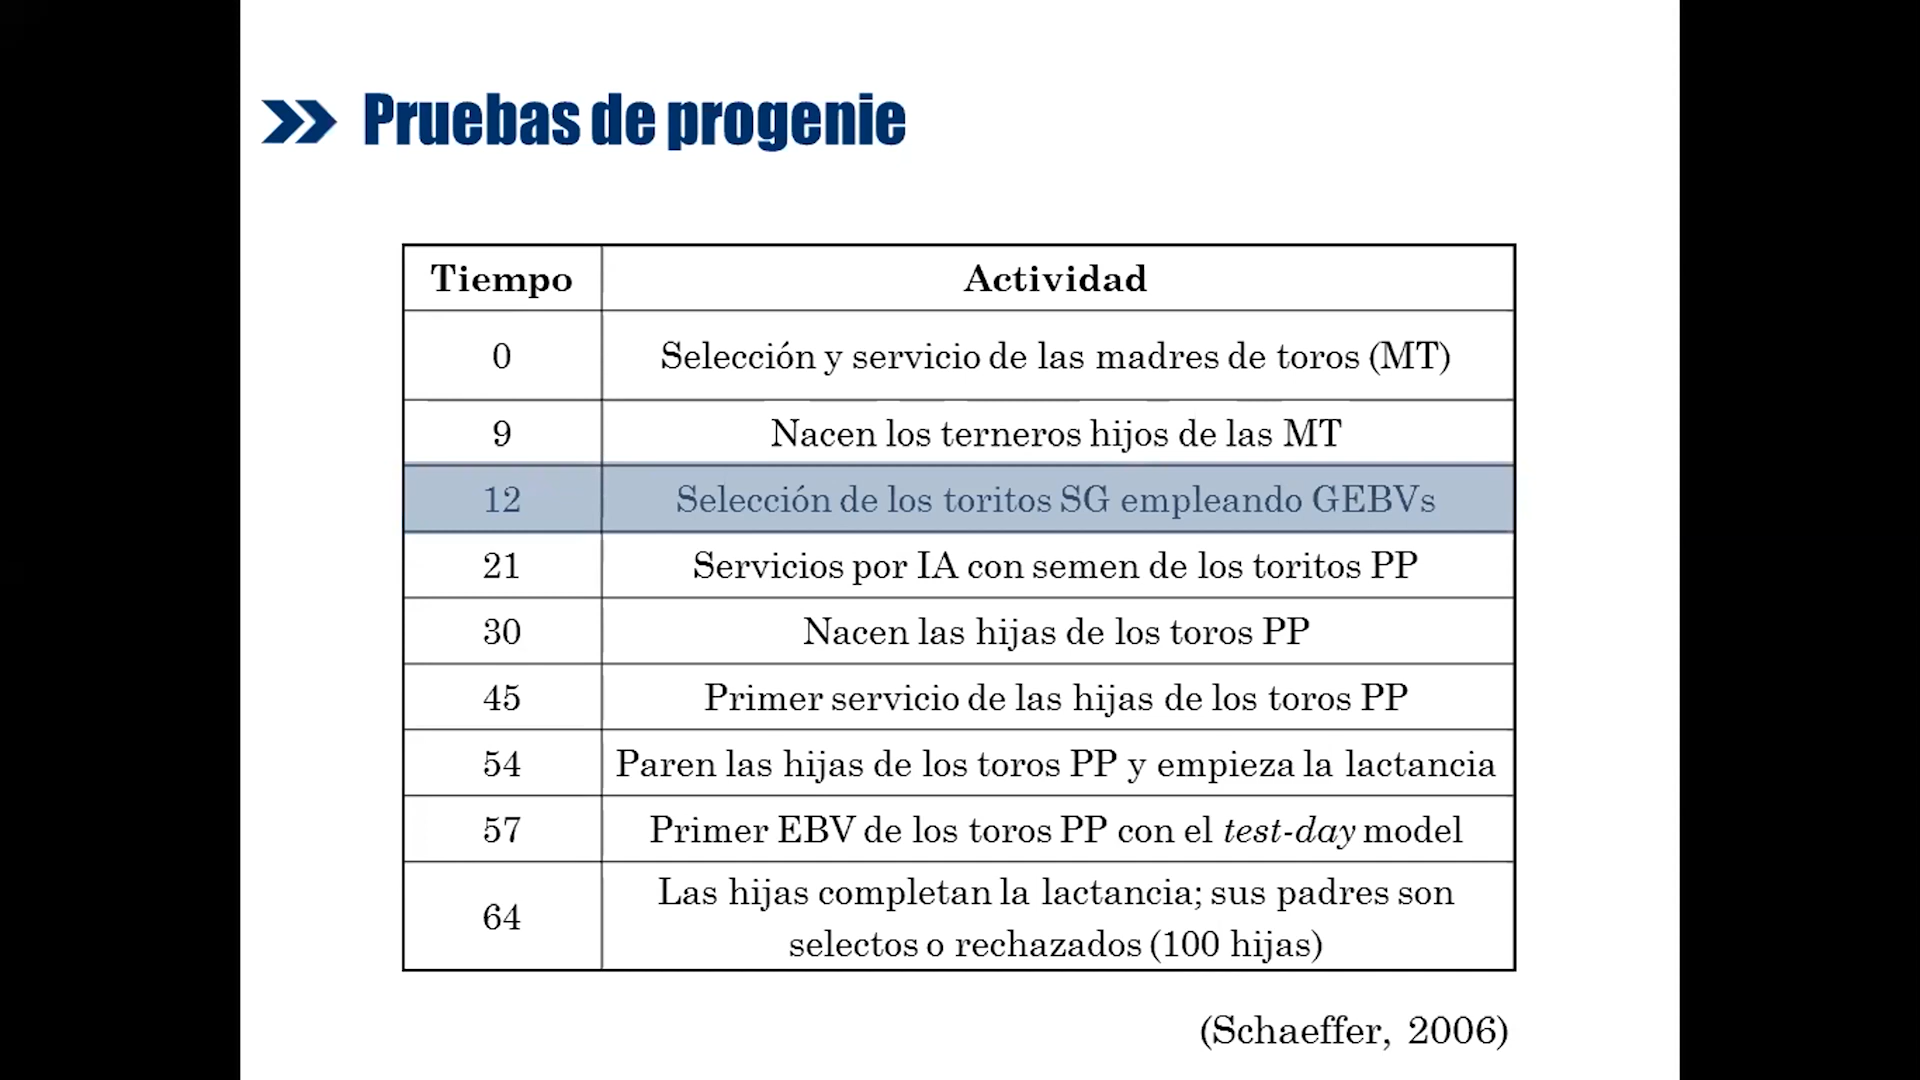 Pruebas de progenie
Tiempo Actividad
0 Selección y servicio de las madres de toros (MT)
9 Nacen los terneros hijos de las MT
12 Selección de los toritos SG empleando GEBVs
21 Servicios por IA con semen de los toritos PP
30 Nacen las hijas de los toros PP
45 Primer servicio de las hijas de los toros PP
54 Paren las hijas de los toros PP y empieza la lactancia
57 Primer EBV de los toros PP con el test-day model
64 Las hijas completan la lactancia; sus padres son
selectos o rechazados (100 hijas)
(Schaeffer, 2006)